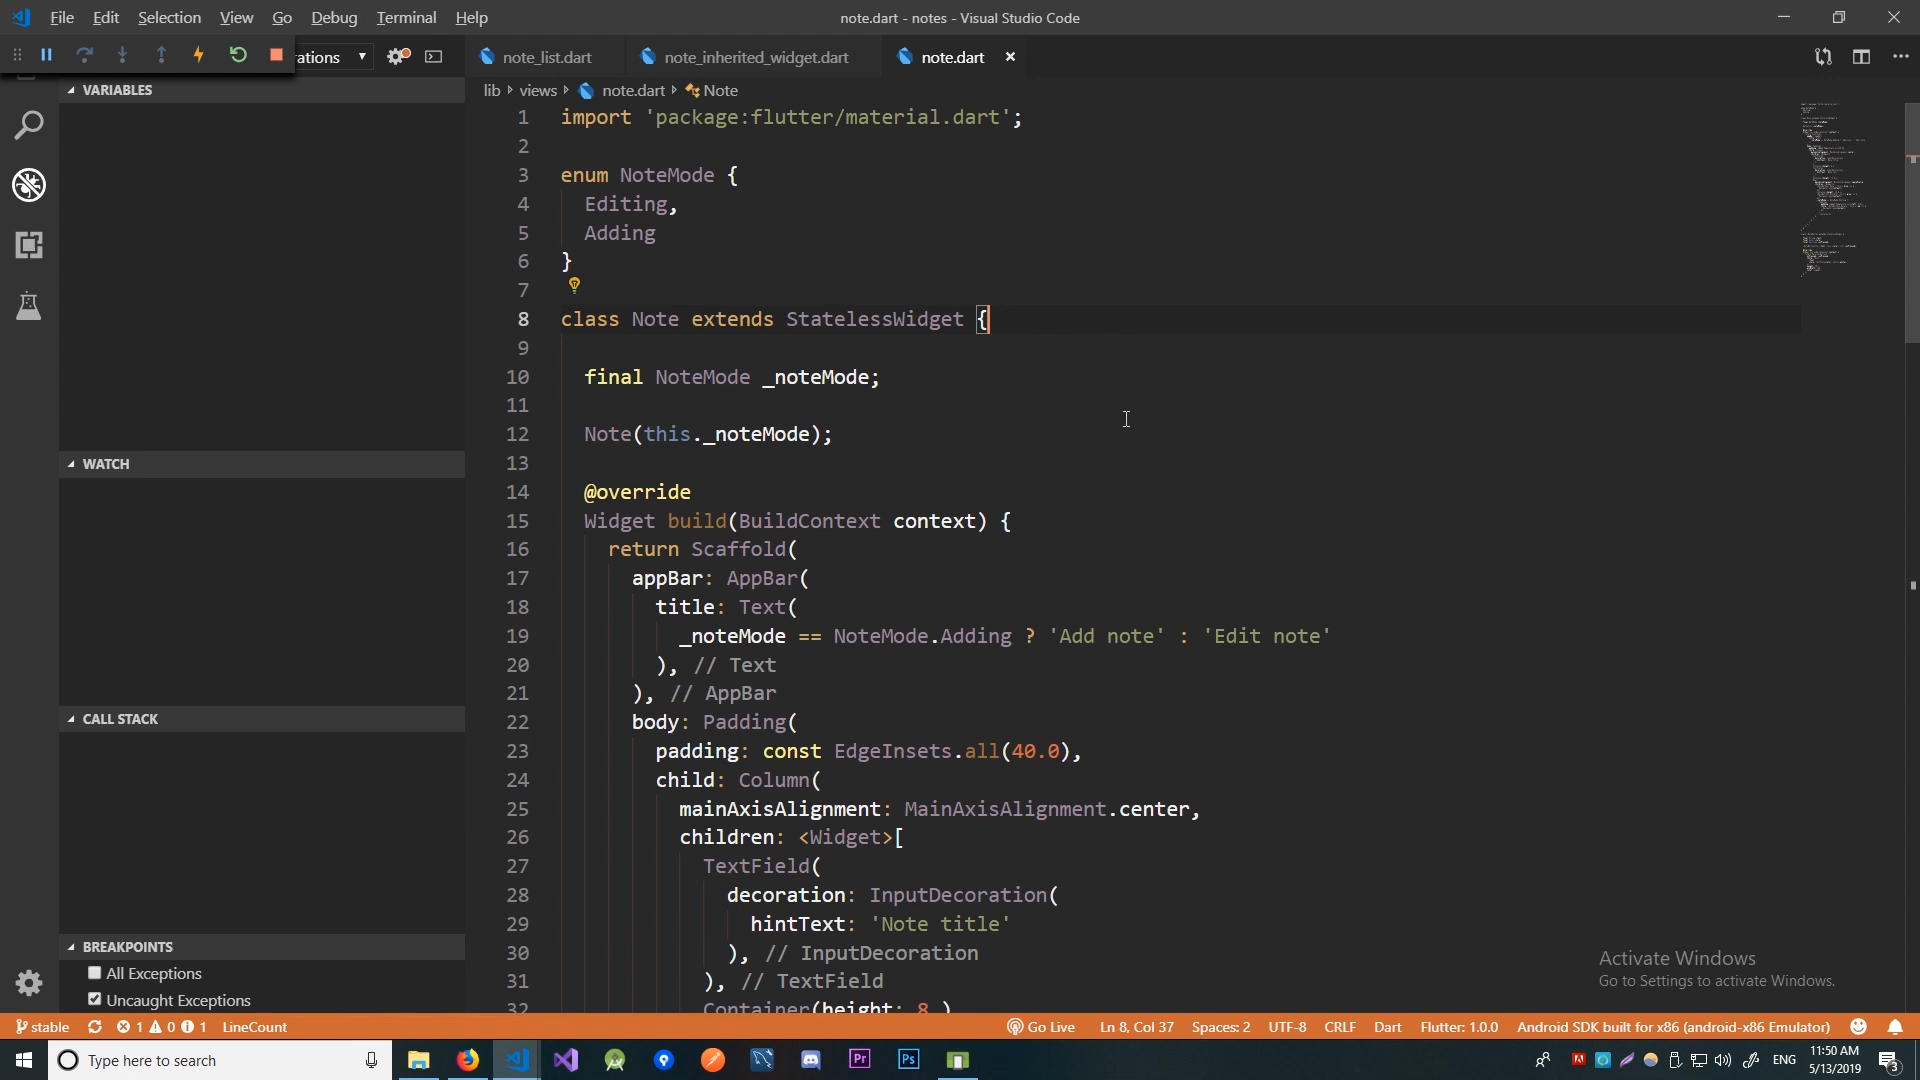 File Edit Selection View Go Debug Terminal Help
note.dart - notes - Visual Studio Code
ations
note_list.dart
note_inherited_widget.dart
note.dart
VARIABLES
lib views note.dart Note
1 import 'package:flutter/material.dart';
2
3 enum NoteMode {
4 Editing,
5 Adding
6 }
7
8 class Note extends StatelessWidget {
9
10 final NoteMode _noteMode;
11
12 Note(this._noteMode);
13
14 @override
15 Widget build(BuildContext context) {
16 return Scaffold(
17 appBar: AppBar(
18 title: Text(
19 _noteMode == NoteMode.Adding ? 'Add note' : 'Edit note'
20 ), // Text
21 ), // AppBar
22 body: Padding(
23 padding: const EdgeInsets.all(40.0),
24 child: Column(
25 mainAxisAlignment: MainAxisAlignment.center,
26 children: <Widget>[
27 TextField(
28 decoration: InputDecoration(
29 hintText: 'Note title'
30 ), // InputDecoration
31 ), // TextField
32 Container(height: 8,)
WATCH
CALL STACK
BREAKPOINTS
All Exceptions
Uncaught Exceptions
Activate Windows
Go to Settings to activate Windows.
stable 1 0 1 LineCount
Go Live Ln 8, Col 37 Spaces: 2 UTF-8 CRLF Dart Flutter: 1.0.0 Android SDK built for x86 (android-x86 Emulator)
Type here to search
Pr
Ps
ENG
11:50 AM
5/13/2019
3